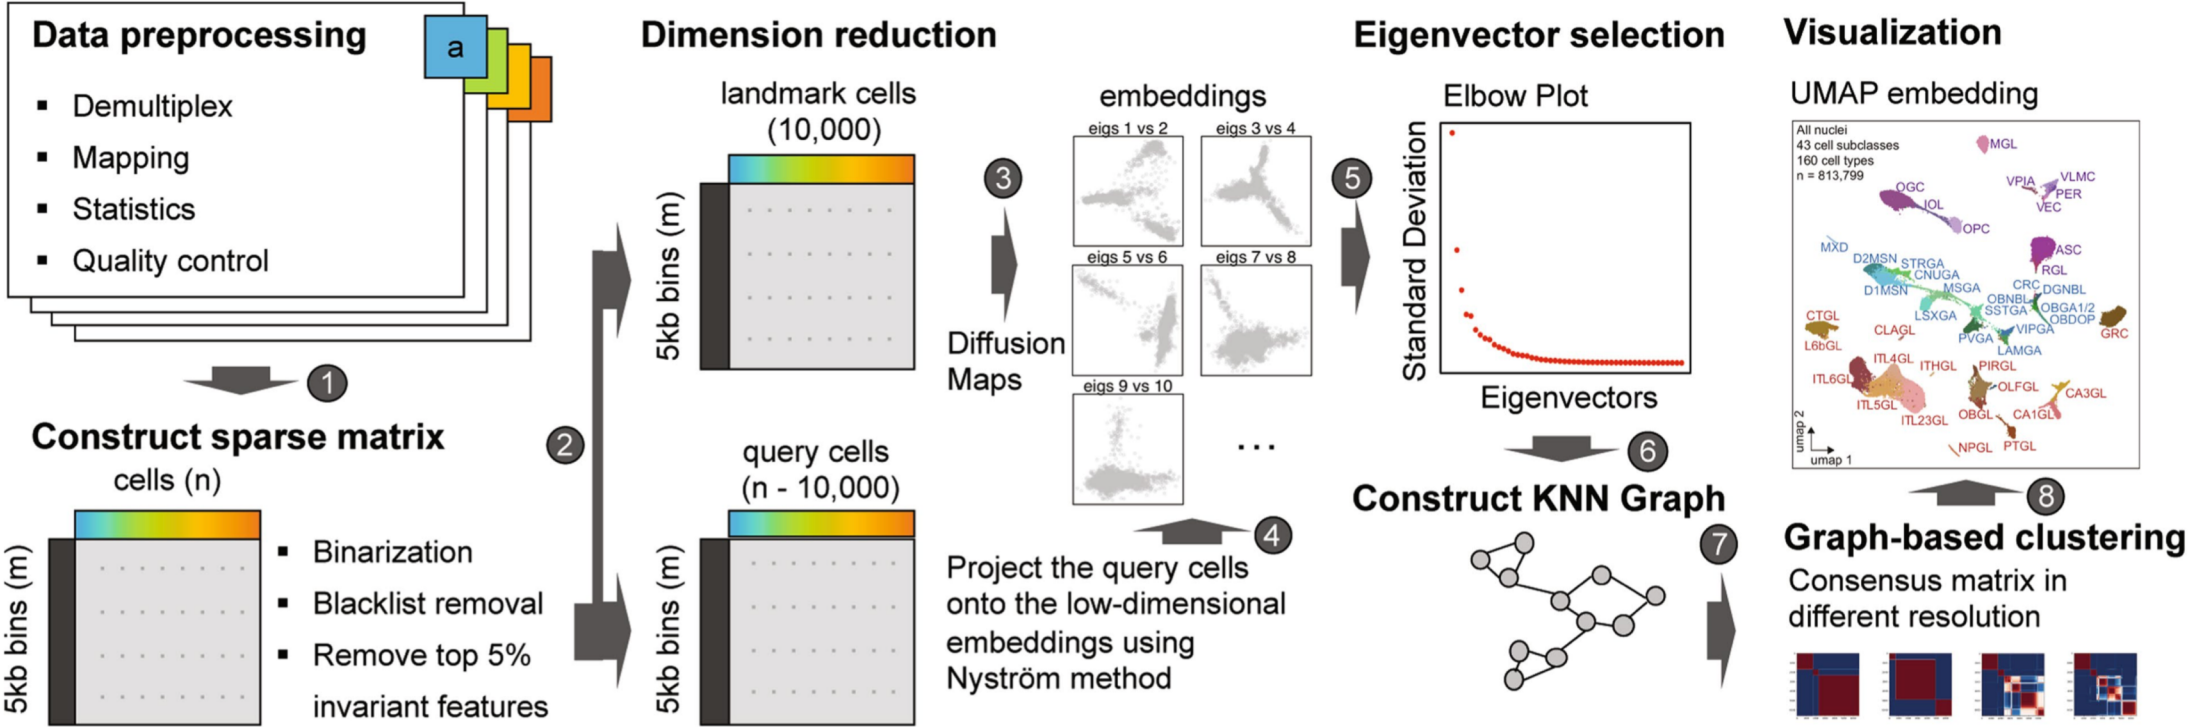 Data preprocessing
a
▪ Demultiplex
▪ Mapping
▪ Statistics
▪ Quality control
1
Construct sparse matrix
cells (n)
5kb bins (m)
▪ Binarization
▪ Blacklist removal
▪ Remove top 5%
invariant features
2
Dimension reduction
landmark cells
(10,000)
5kb bins (m)
query cells
(n - 10,000)
5kb bins (m)
3
Diffusion
Maps
embeddings
eigs 1 vs 2
eigs 3 vs 4
eigs 5 vs 6
eigs 7 vs 8
eigs 9 vs 10
...
4
Project the query cells
onto the low-dimensional
embeddings using
Nyström method
5
Eigenvector selection
Elbow Plot
Standard Deviation
Eigenvectors
6
Construct KNN Graph
7
Visualization
UMAP embedding
All nuclei
43 cell subclasses
160 cell types
n = 813,799
MGL
VPIA
VLMC
PER
VEC
OGC
IOL
OPC
MXD
ASC
RGL
D2MSN
STRGA
CNUGA
D1MSN
MSGA
CRC
DGNBL
OBNBL
OBGA1/2
SSTGA
OBDOP
LSXGA
CTGL
CLAGL
PVGA
VIPGA
GRC
L6bGL
LAMGA
ITL4GL
ITHGL
PIRGL
ITL6GL
OLFGL
CA3GL
ITL5GL
OBGL
CA1GL
ITL23GL
PTGL
NPGL
umap 2
umap 1
8
Graph-based clustering
Consensus matrix in
different resolution